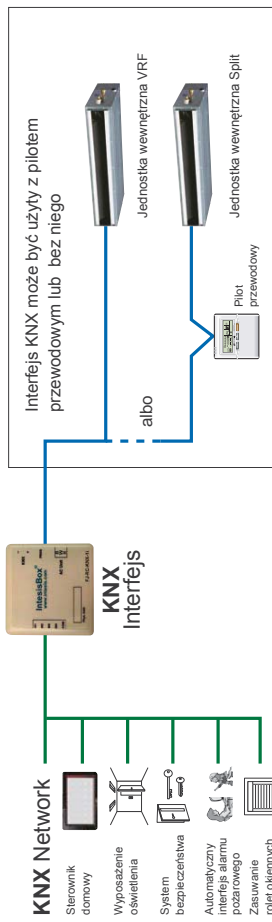 KNX Network
Sterownik
domowy
Wyposażenie
oświetlenia
System
bezpieczeństwa
Automatyczny
interfejs alarmu
pożarowego
Zasuwanie
rolet okiennych
IntesisBox
www.intesis.com
KNX
Interfejs
Interfejs KNX może być użyty z pilotem
przewodowym lub bez niego
albo
Jednostka wewnętrzna VRF
Jednostka wewnętrzna Split
Pilot
przewodowy